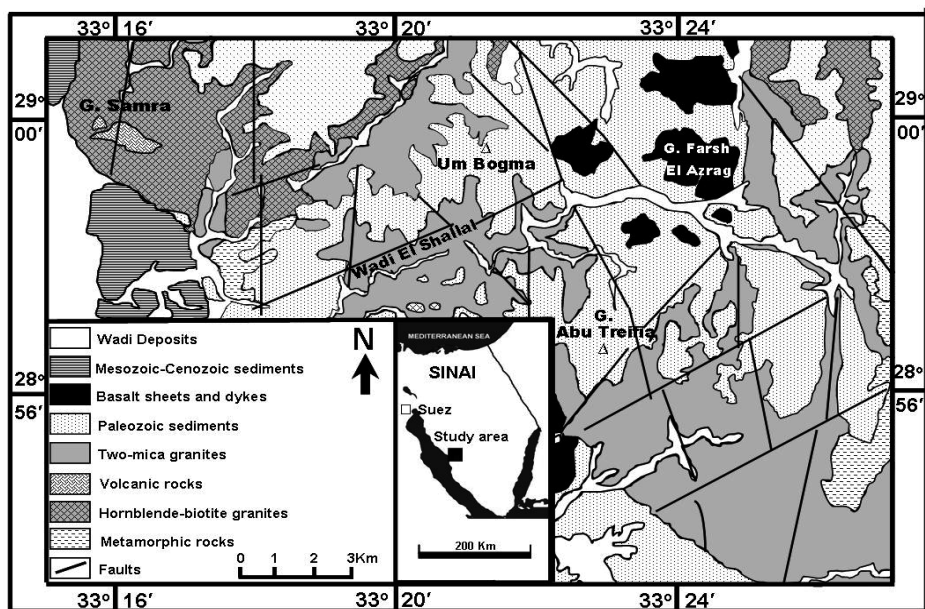 33° 33° 33°
16′ 20′ 24′
29°
00′
29°
00′
G. Samra
Um Bogma
G. Farsh
El Azrag
Wadi El Shallal
G.
Abu Treifia
28°
56′
28°
56′
Wadi Deposits
Mesozoic-Cenozoic sediments
Basalt sheets and dykes
Paleozoic sediments
Two-mica granites
Volcanic rocks
Hornblende-biotite granites
Metamorphic rocks
Faults
N
0 1 2 3Km
MEDITERRANEAN SEA
SINAI
Suez
Study area
200 Km
33° 33° 33°
16′ 20′ 24′